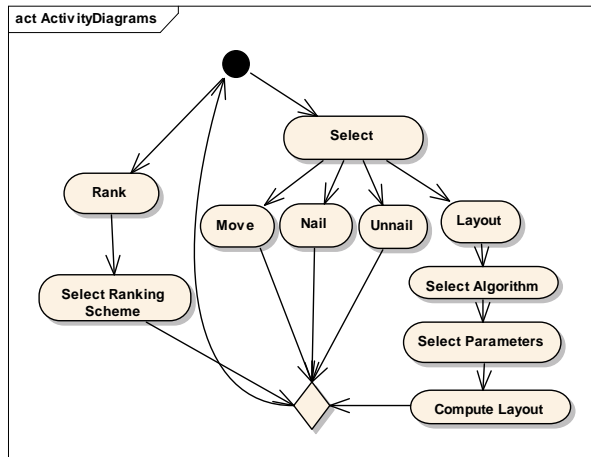 act ActivityDiagrams
Select
Rank
Move
Nail
Unnail
Layout
Select Ranking
Scheme
Select Algorithm
Select Parameters
Compute Layout